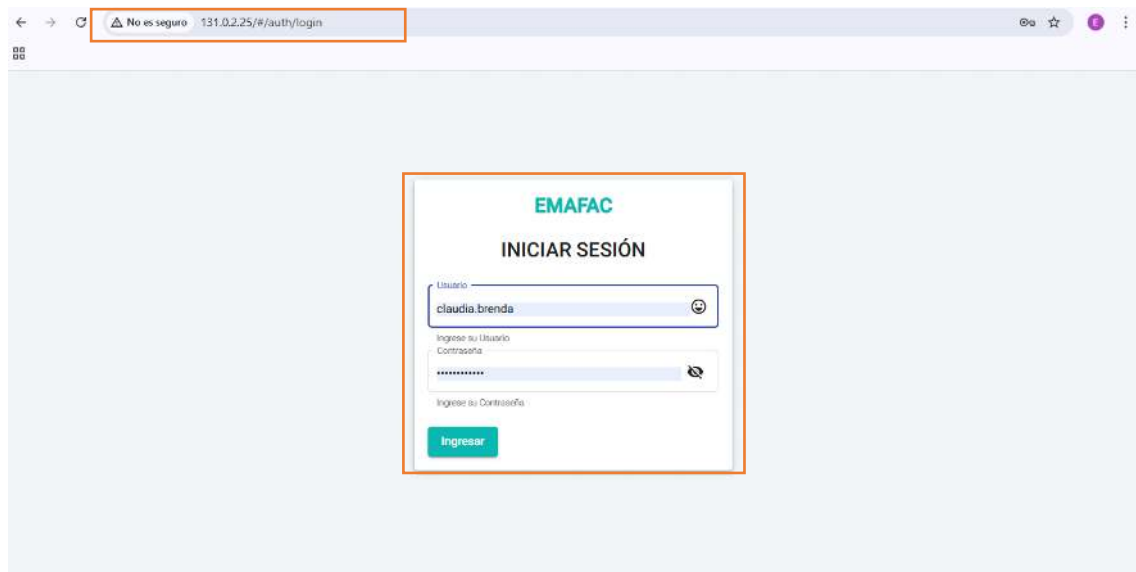 No es seguro 131.0.2.25/#/auth/login
E
EMAFAC
INICIAR SESIÓN
Usuario
claudia.brenda
Ingrese su Usuario
Contraseña
••••••••••••
Ingrese su Contraseña
Ingresar